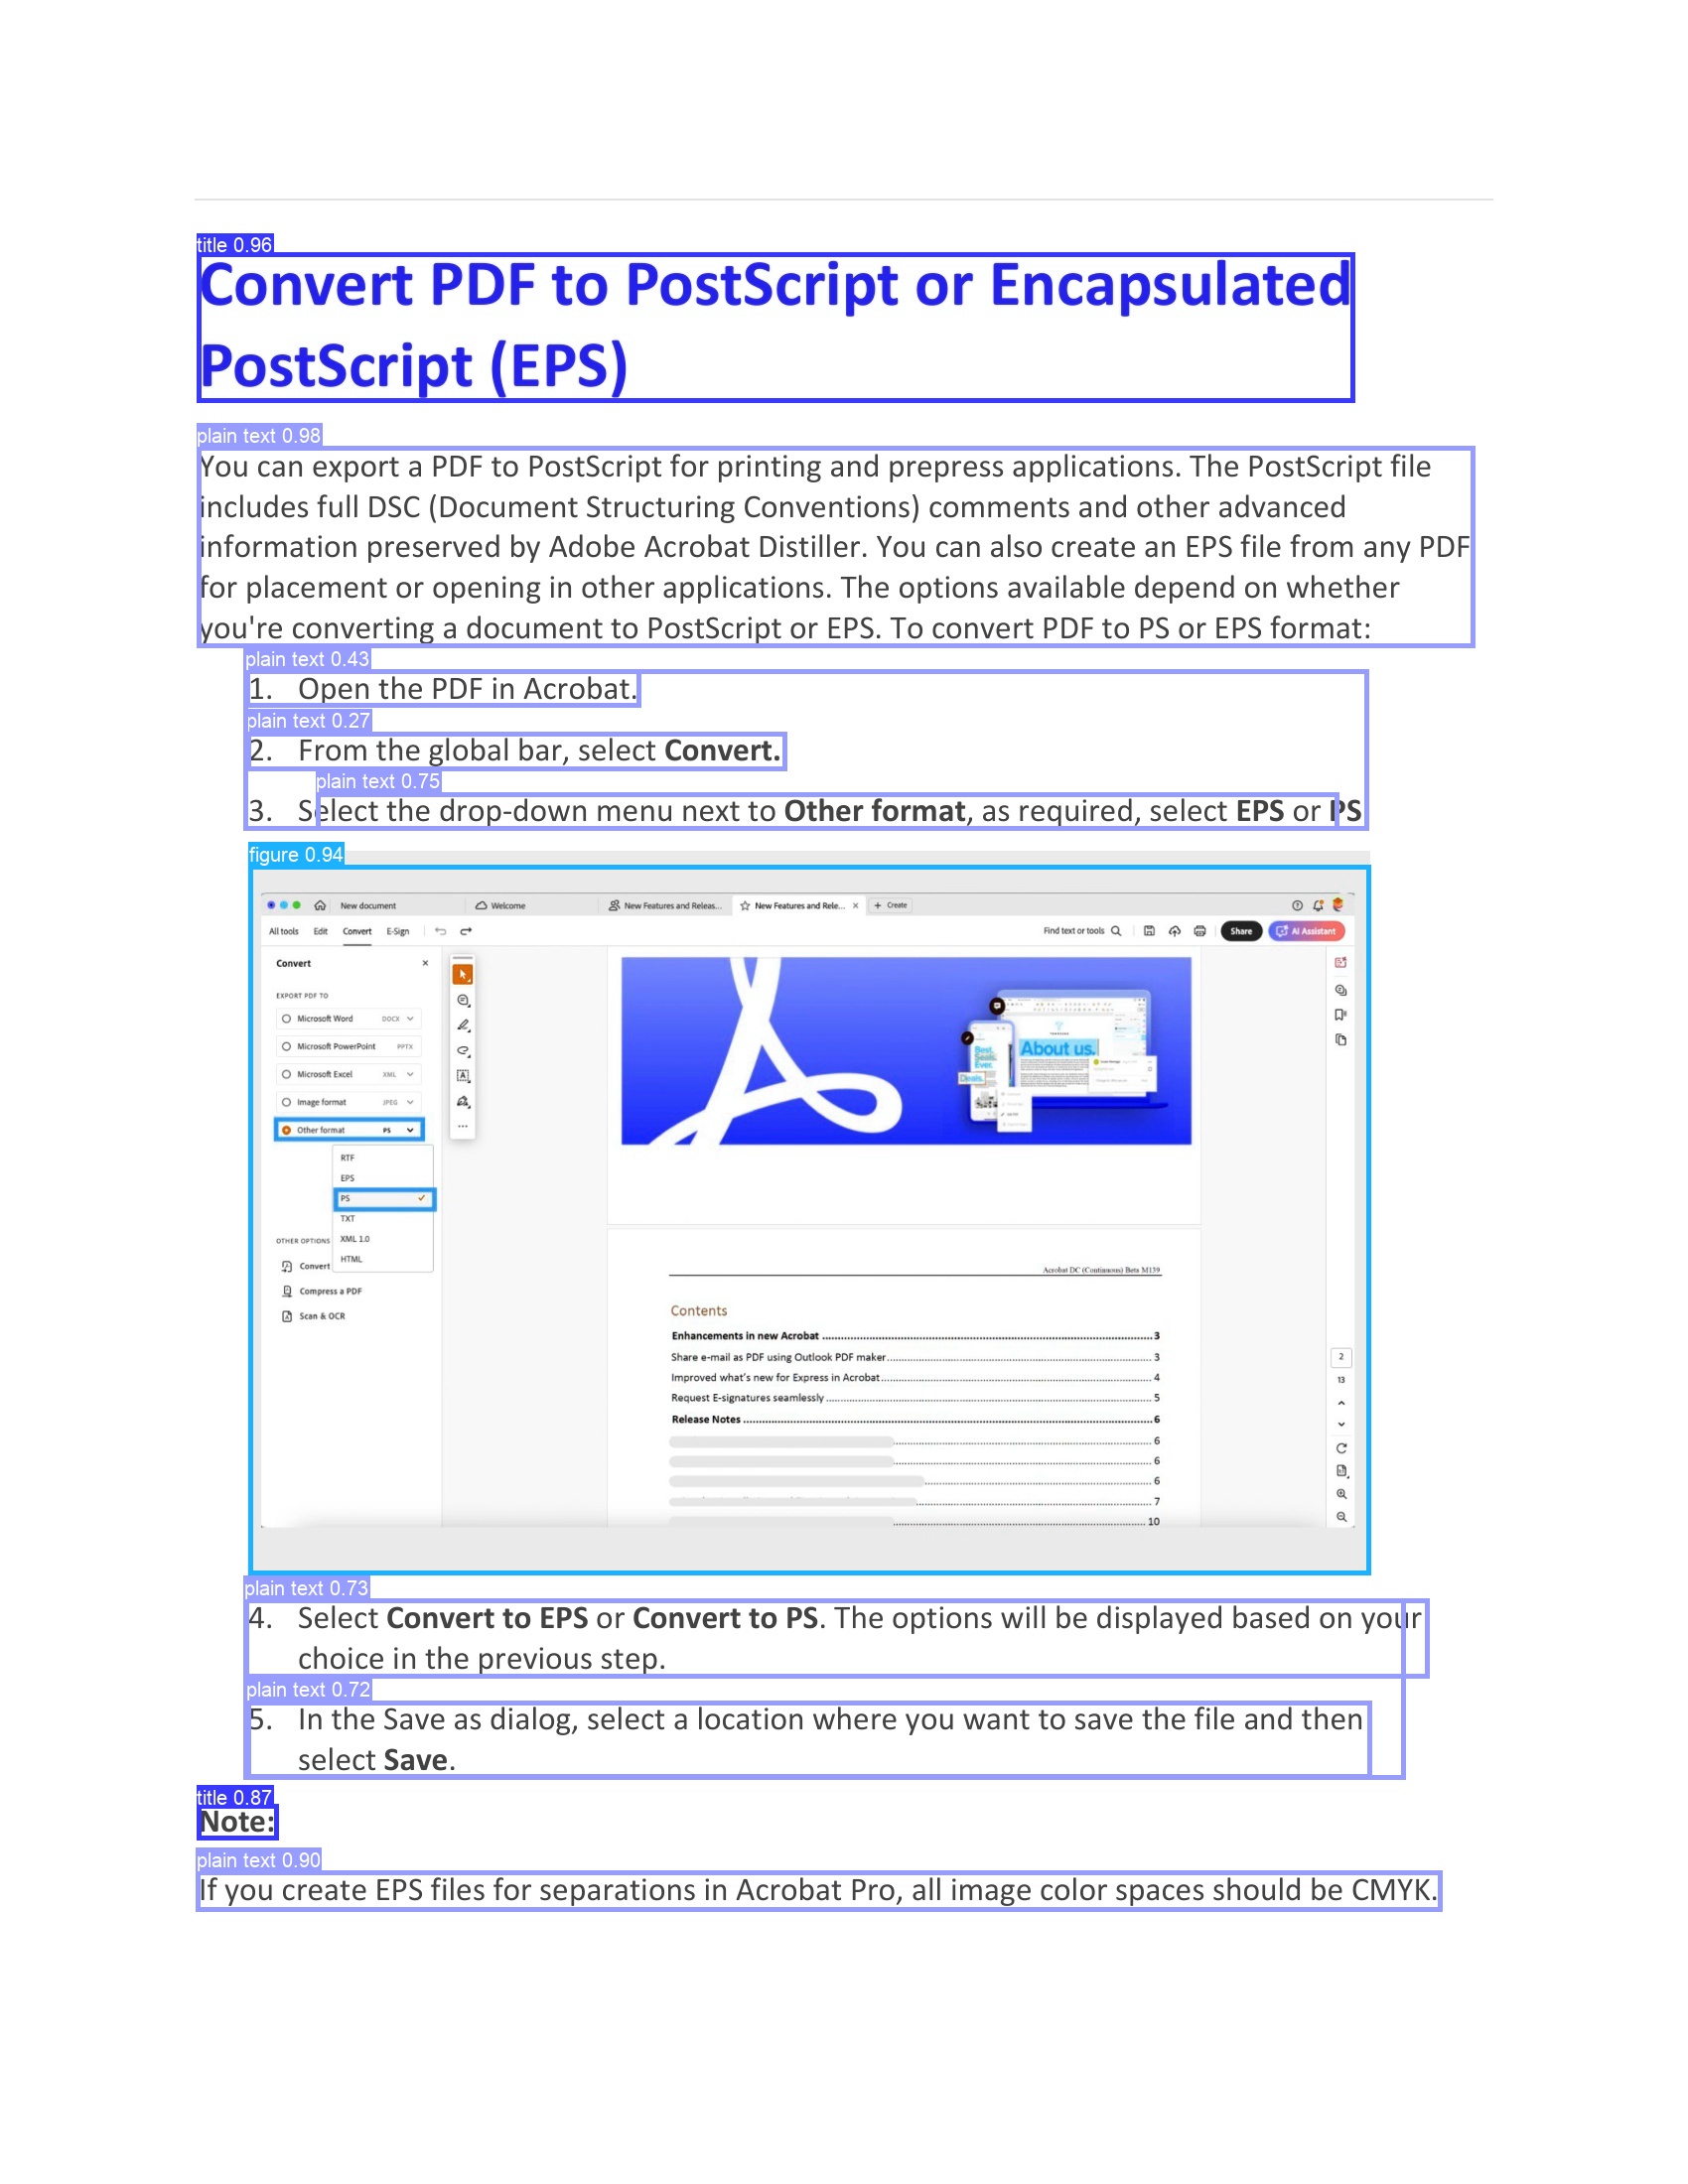 title 0.96
Convert PDF to PostScript or Encapsulated
PostScript (EPS)
plain text 0.98
You can export a PDF to PostScript for printing and prepress applications. The PostScript file
includes full DSC (Document Structuring Conventions) comments and other advanced
information preserved by Adobe Acrobat Distiller. You can also create an EPS file from any PDF
for placement or opening in other applications. The options available depend on whether
you're converting a document to PostScript or EPS. To convert PDF to PS or EPS format:
plain text 0.43
1. Open the PDF in Acrobat.
plain text 0.27
2. From the global bar, select Convert.
plain text 0.75
3. Select the drop-down menu next to Other format, as required, select EPS or PS
figure 0.94
New document
Welcome
New Features and Releas...
New Features and Rele...
Create
All tools Edit Convert E-Sign
Find text or tools
Share
AI Assistant
Convert
EXPORT PDF TO
Microsoft Word DOCX
Microsoft PowerPoint PPTX
Microsoft Excel XML
Image format JPEG
Other format PS
RTF
EPS
PS
TXT
XML 1.0
HTML
OTHER OPTIONS
Convert
Compress a PDF
Scan & OCR
Best.
Seats.
Ever.
Deals.
About us.
Acrobat DC (Continuous) Beta M139
Contents
Enhancements in new Acrobat 3
Share e-mail as PDF using Outlook PDF maker 3
Improved what's new for Express in Acrobat 4
Request E-signatures seamlessly 5
Release Notes 6
6
6
6
7
10
2
13
plain text 0.73
4. Select Convert to EPS or Convert to PS. The options will be displayed based on your
choice in the previous step.
plain text 0.72
5. In the Save as dialog, select a location where you want to save the file and then
select Save.
title 0.87
Note:
plain text 0.90
If you create EPS files for separations in Acrobat Pro, all image color spaces should be CMYK.